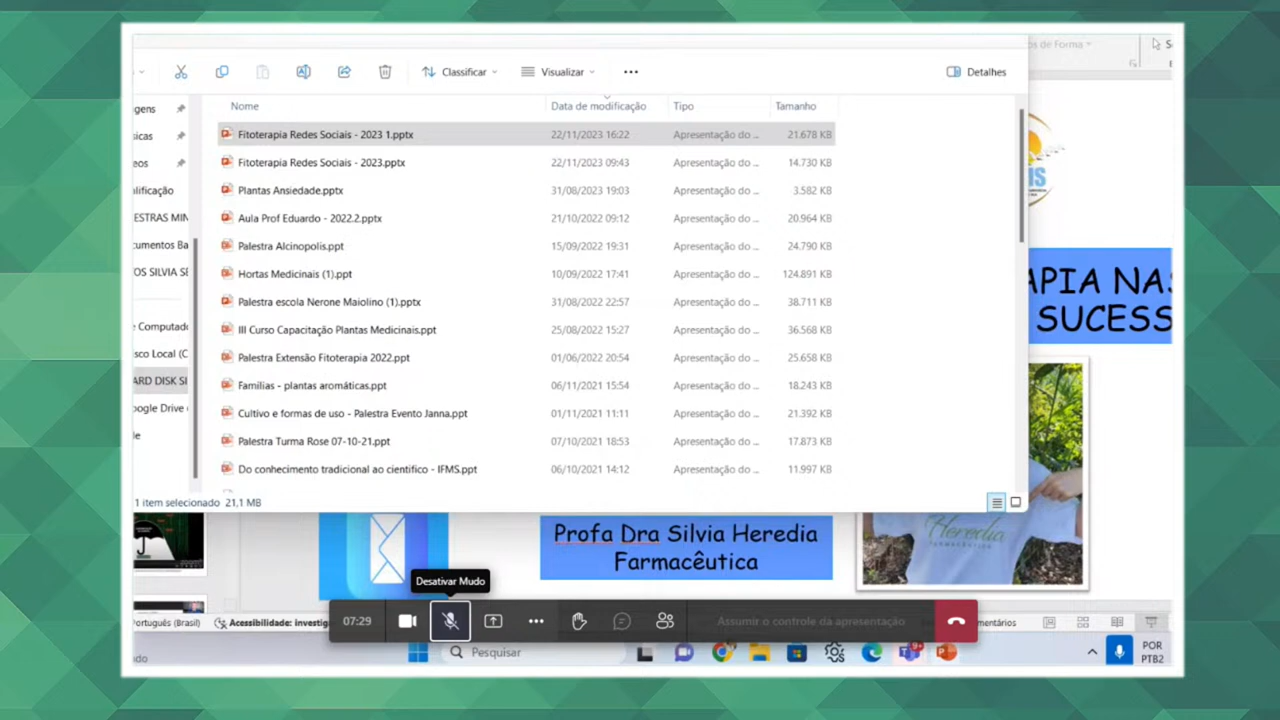 os de Forma
Classificar
Visualizar
Detalhes
Nome Data de modificação Tipo Tamanho
Fitoterapia Redes Sociais - 2023 1.pptx 22/11/2023 16:22 Apresentação do ... 21.678 KB
Fitoterapia Redes Sociais - 2023.pptx 22/11/2023 09:43 Apresentação do ... 14.730 KB
Plantas Ansiedade.pptx 31/08/2023 19:03 Apresentação do ... 3.582 KB
Aula Prof Eduardo - 2022.2.pptx 21/10/2022 09:12 Apresentação do ... 20.964 KB
Palestra Alcinopolis.ppt 15/09/2022 19:31 Apresentação do ... 24.790 KB
Hortas Medicinais (1).ppt 10/09/2022 17:41 Apresentação do ... 124.891 KB
Palestra escola Nerone Maiolino (1).pptx 31/08/2022 22:57 Apresentação do ... 38.711 KB
III Curso Capacitação Plantas Medicinais.ppt 25/08/2022 15:27 Apresentação do ... 36.568 KB
Palestra Extensão Fitoterapia 2022.ppt 01/06/2022 20:54 Apresentação do ... 25.658 KB
Familias - plantas aromáticas.ppt 06/11/2021 15:54 Apresentação do ... 18.243 KB
Cultivo e formas de uso - Palestra Evento Janna.ppt 01/11/2021 11:11 Apresentação do ... 21.392 KB
Palestra Turma Rose 07-10-21.ppt 07/10/2021 18:53 Apresentação do ... 17.873 KB
Do conhecimento tradicional ao cientifico - IFMS.ppt 06/10/2021 14:12 Apresentação do ... 11.997 KB
gens
sicas
eos
alificação
ESTRAS MIN
cumentos Ba
OS SILVIA SE
e Computado
sco Local (C
ARD DISK SI
oogle Drive (
te
1 item selecionado 21,1 MB
IS
APIA NAS
SUCESS
Heredia
FARMACÊUTICA
Profa Dra Silvia Heredia
Farmacêutica
Desativar Mudo
07:29
Assumir o controle da apresentação
Português (Brasil)
Acessibilidade: investig
mentários
Pesquisar
9+
POR
PTB2